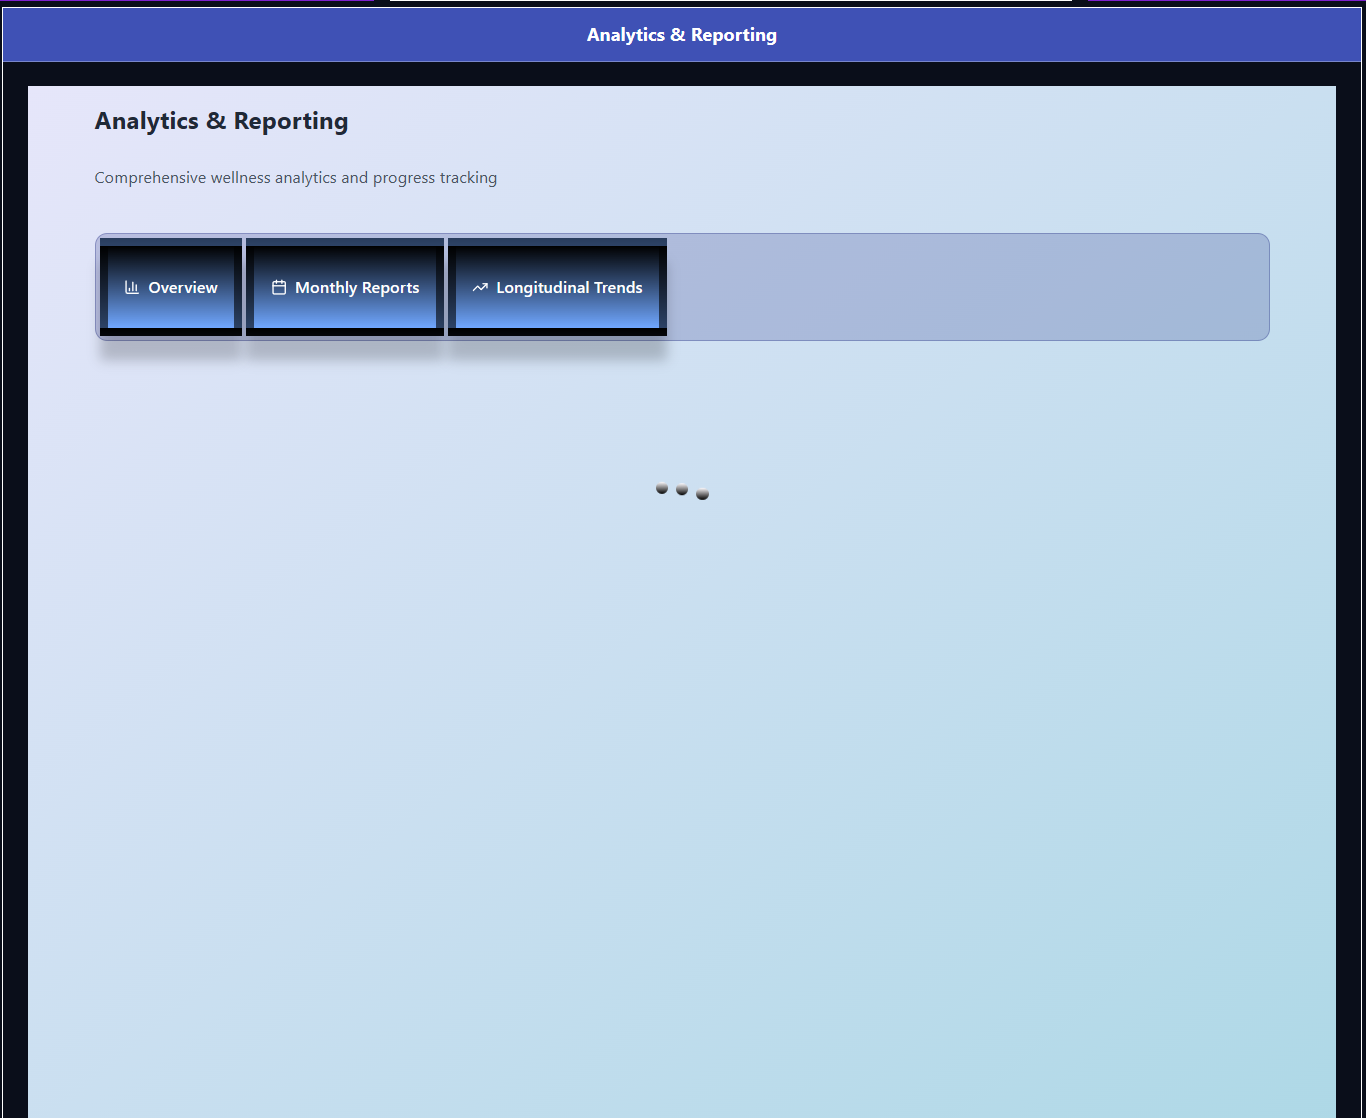 Analytics & Reporting
Analytics & Reporting
Comprehensive wellness analytics and progress tracking
Overview
Monthly Reports
Longitudinal Trends